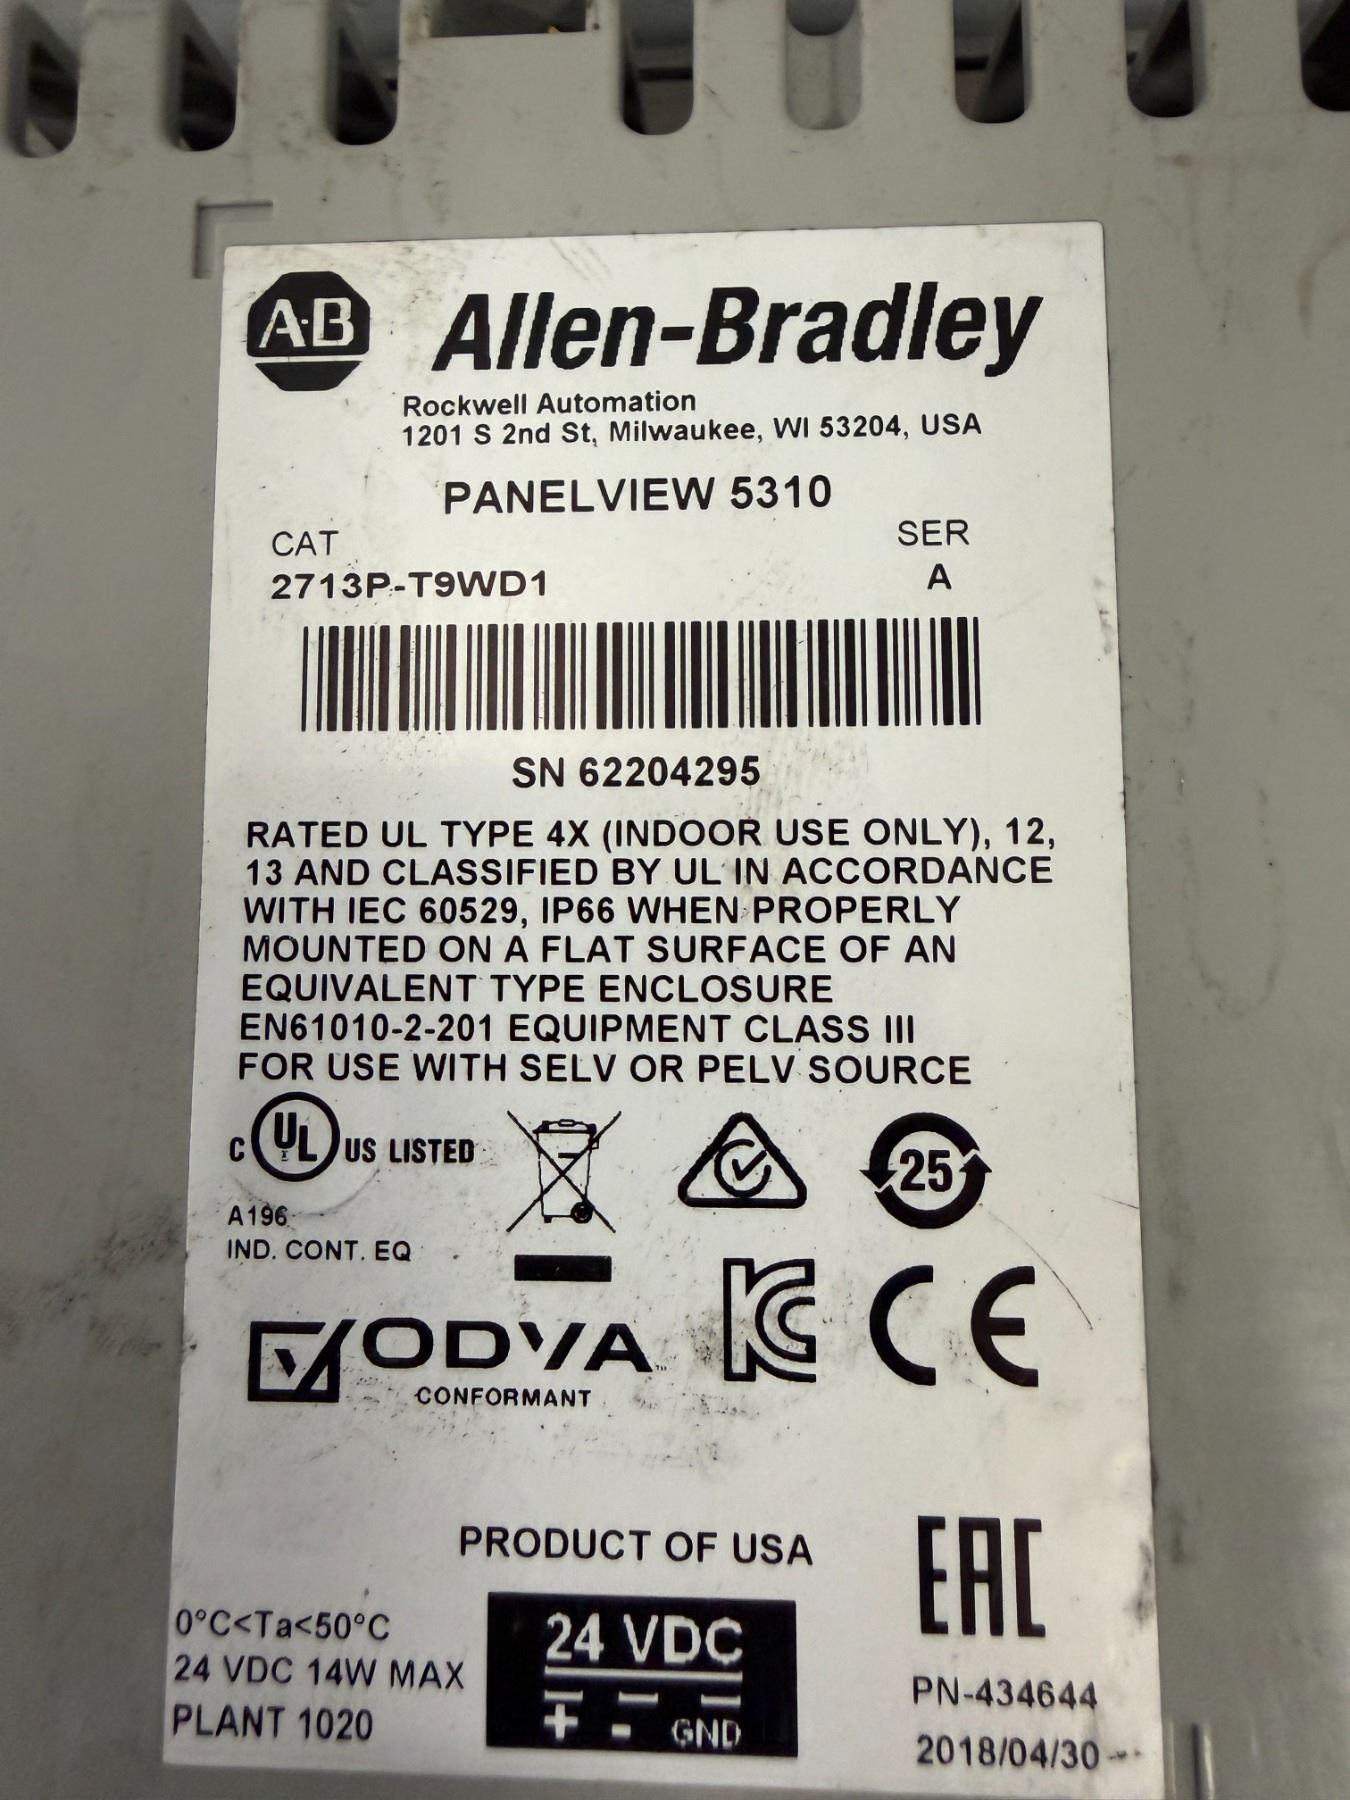 A-B Allen-Bradley
Rockwell Automation
1201 S 2nd St, Milwaukee, WI 53204, USA
PANELVIEW 5310
CAT SER
2713P-T9WD1 A
SN 62204295
RATED UL TYPE 4X (INDOOR USE ONLY), 12,
13 AND CLASSIFIED BY UL IN ACCORDANCE
WITH IEC 60529, IP66 WHEN PROPERLY
MOUNTED ON A FLAT SURFACE OF AN
EQUIVALENT TYPE ENCLOSURE
EN61010-2-201 EQUIPMENT CLASS III
FOR USE WITH SELV OR PELV SOURCE
C UL US LISTED 25
A196
IND. CONT. EQ
ODVA KC CE
CONFORMANT
PRODUCT OF USA EAC
0°C<Ta<50°C
24 VDC 14W MAX
PLANT 1020
24 VDC
+ - GND
PN-434644
2018/04/30